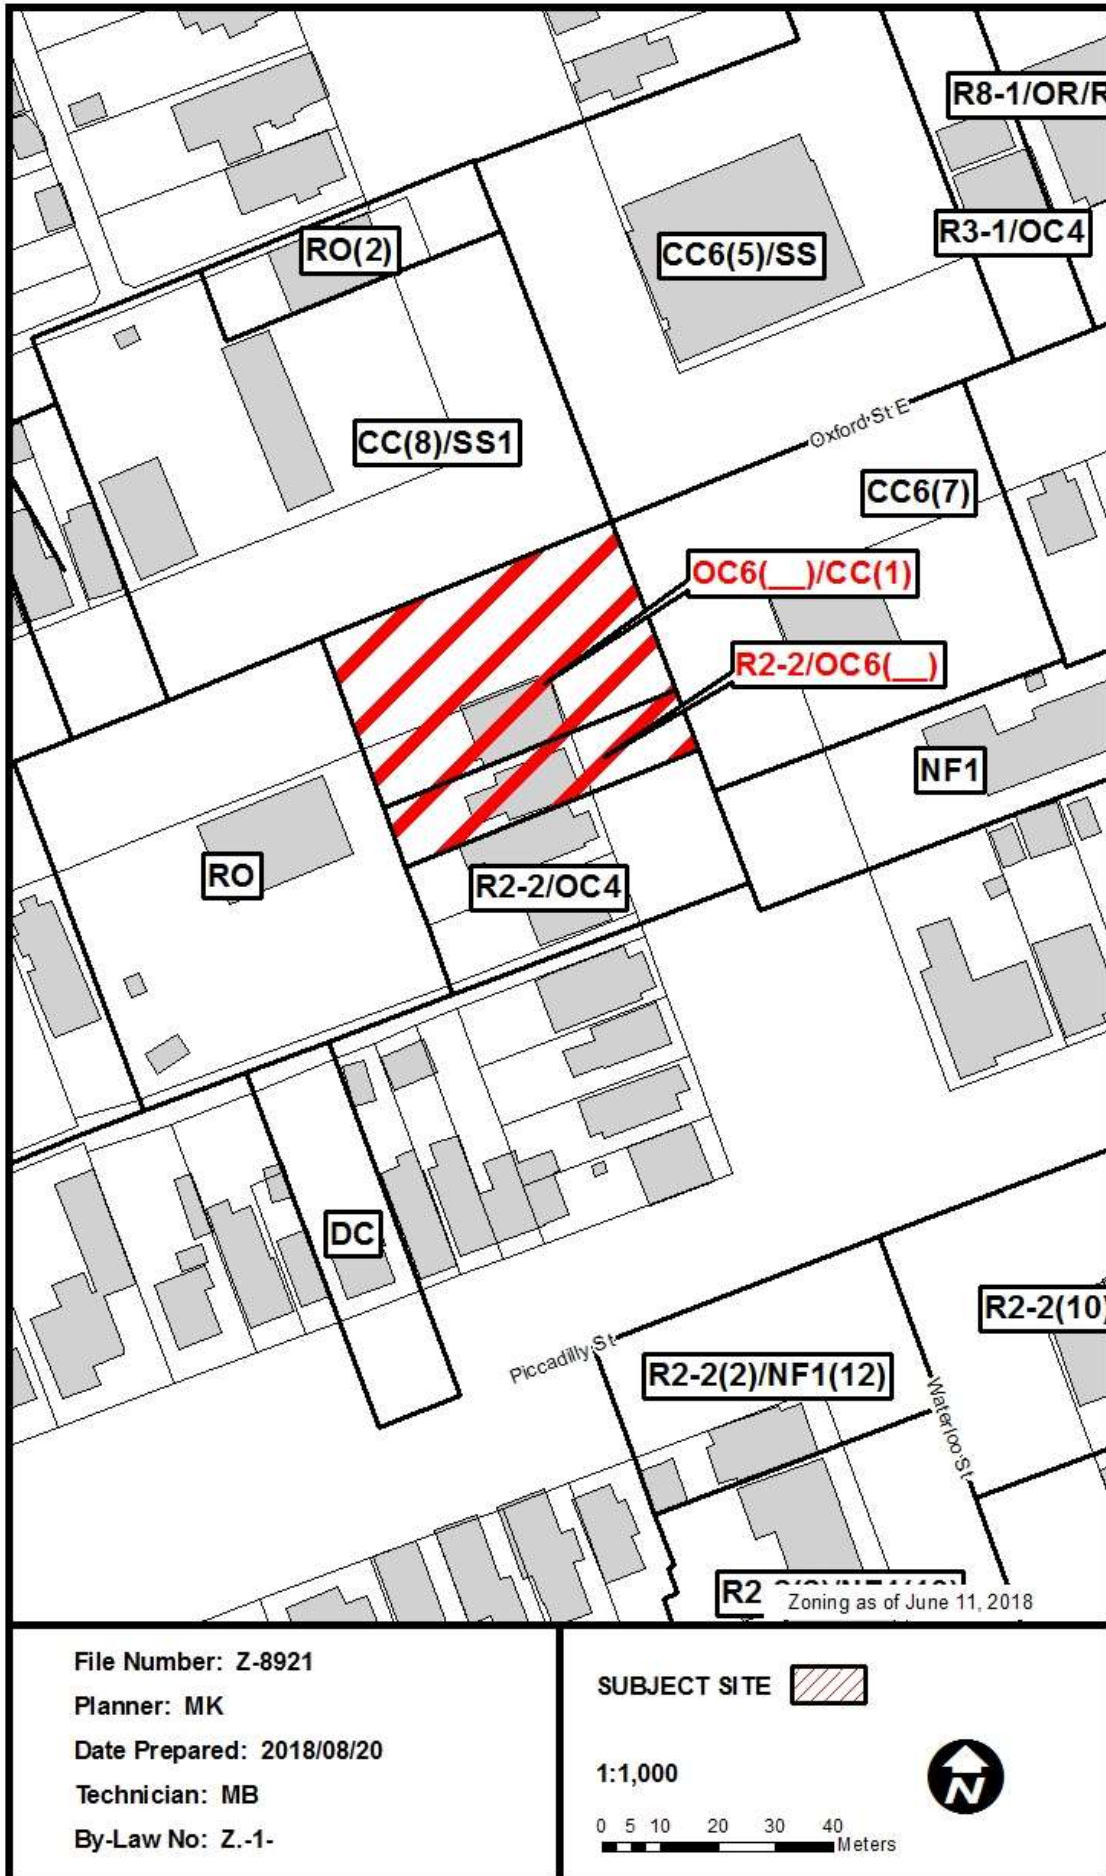 R8-1/OR/R
RO(2)
CC6(5)/SS
R3-1/OC4
CC(8)/SS1
Oxford St E
CC6(7)
OC6(__)/CC(1)
R2-2/OC6(__)
NF1
RO
R2-2/OC4
DC
R2-2(10)
Piccadilly St
R2-2(2)/NF1(12)
Waterloo St
R2
Zoning as of June 11, 2018
File Number: Z-8921
Planner: MK
Date Prepared: 2018/08/20
Technician: MB
By-Law No: Z.-1-
SUBJECT SITE
1:1,000
N
0 5 10 20 30 40
Meters